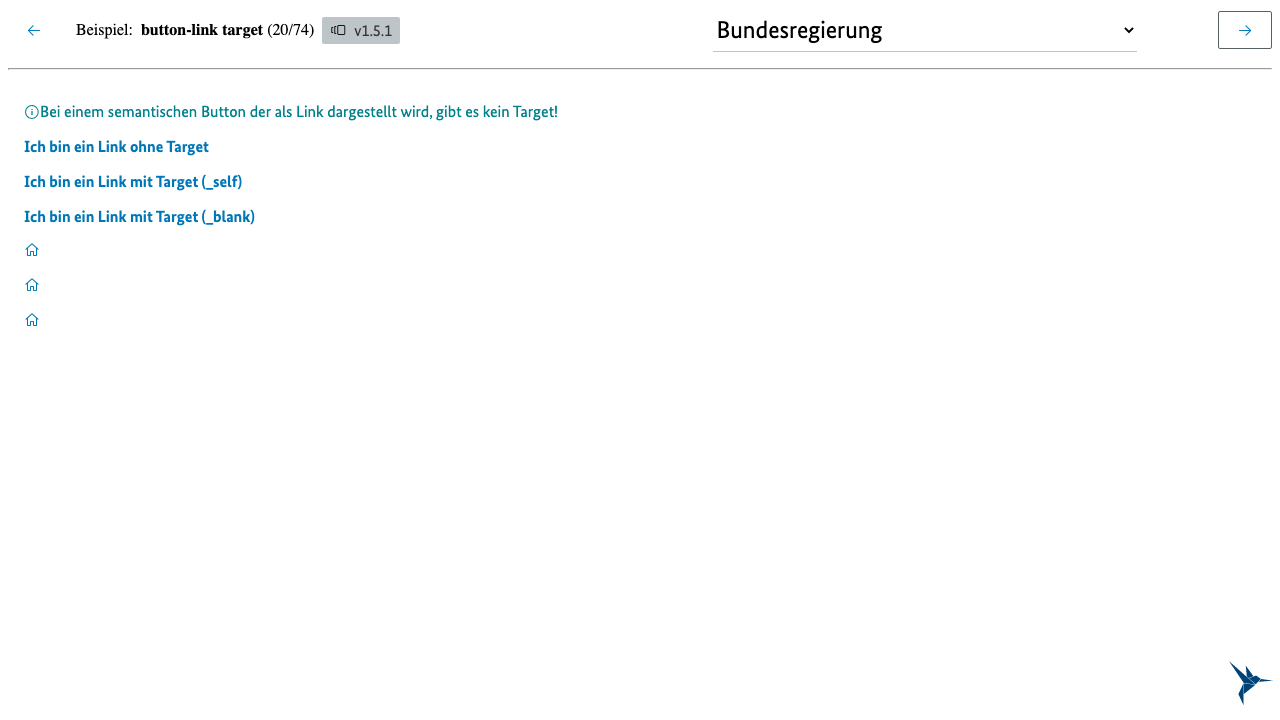 Beispiel: button-link target (20/74) v1.5.1 Bundesregierung
Bei einem semantischen Button der als Link dargestellt wird, gibt es kein Target!
Ich bin ein Link ohne Target
Ich bin ein Link mit Target (_self)
Ich bin ein Link mit Target (_blank)